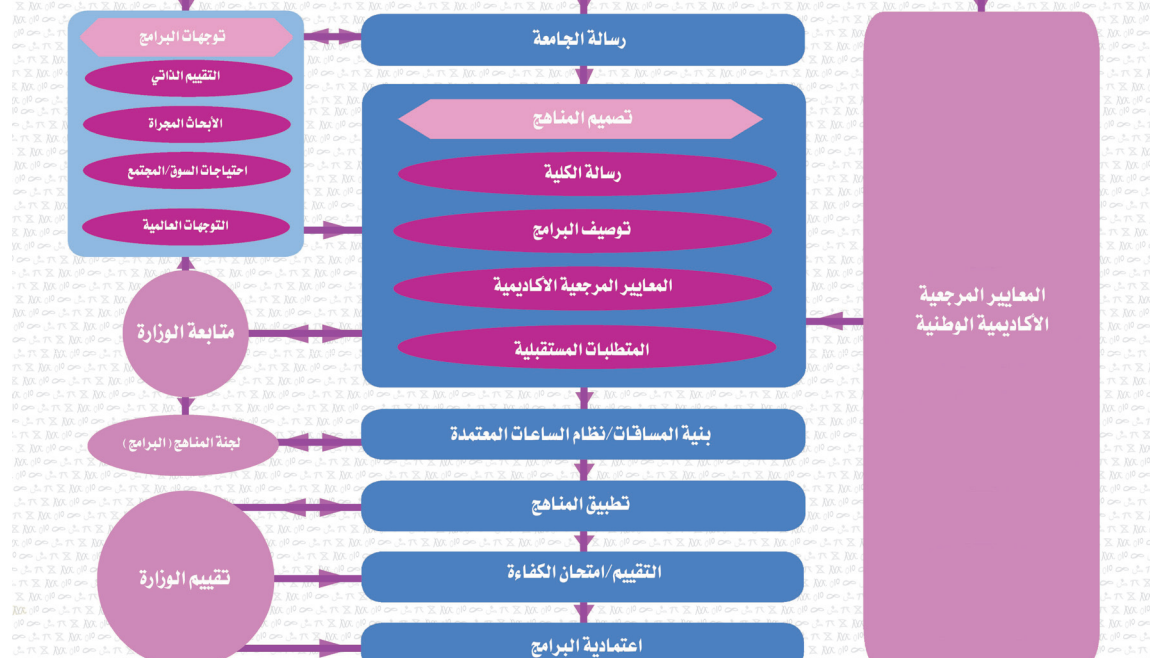 المعايير المرجعية
الأكاديمية الوطنية
رسالة الجامعة
تصميم المناهج
رسالة الكلية
توصيف البرامج
المعايير المرجعية الأكاديمية
المتطلبات المستقبلية
بنية المساقات/نظام الساعات المعتمدة
تطبيق المناهج
التقييم/امتحان الكفاءة
اعتمادية البرامج
توجهات البرامج
التقييم الذاتي
الأبحاث المجراة
احتياجات السوق/المجتمع
التوجهات العالمية
متابعة الوزارة
لجنة المناهج (البرامج)
تقييم الوزارة